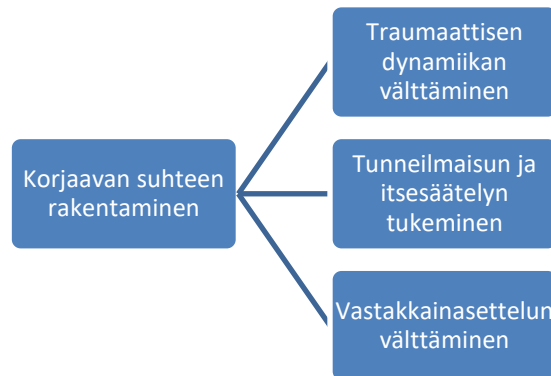 Traumaattisen
dynamiikan
välttäminen
Korjaavan suhteen
rakentaminen
Tunneilmaisun ja
itsesäätelyn
tukeminen
Vastakkainasettelun
välttäminen